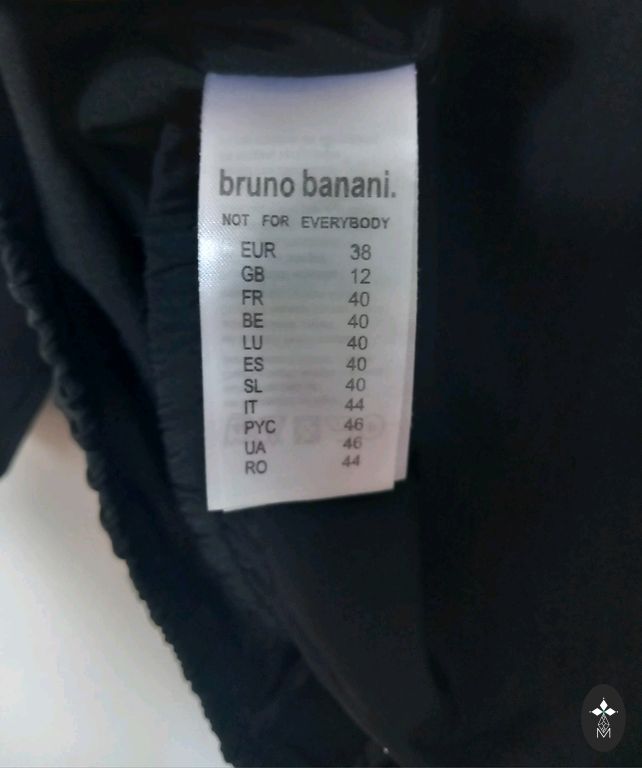 bruno banani.
NOT FOR EVERYBODY
EUR 38
GB 12
FR 40
BE 40
LU 40
ES 40
SL 40
IT 44
PYC 46
UA 46
RO 44
M